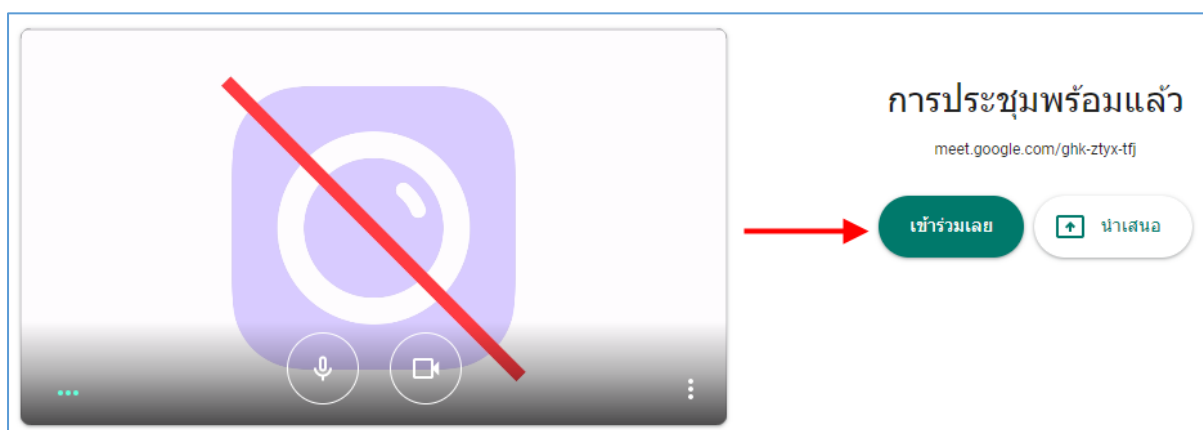 การประชุมพร้อมแล้ว
meet.google.com/ghk-ztyx-tfj
เข้าร่วมเลย
นำเสนอ